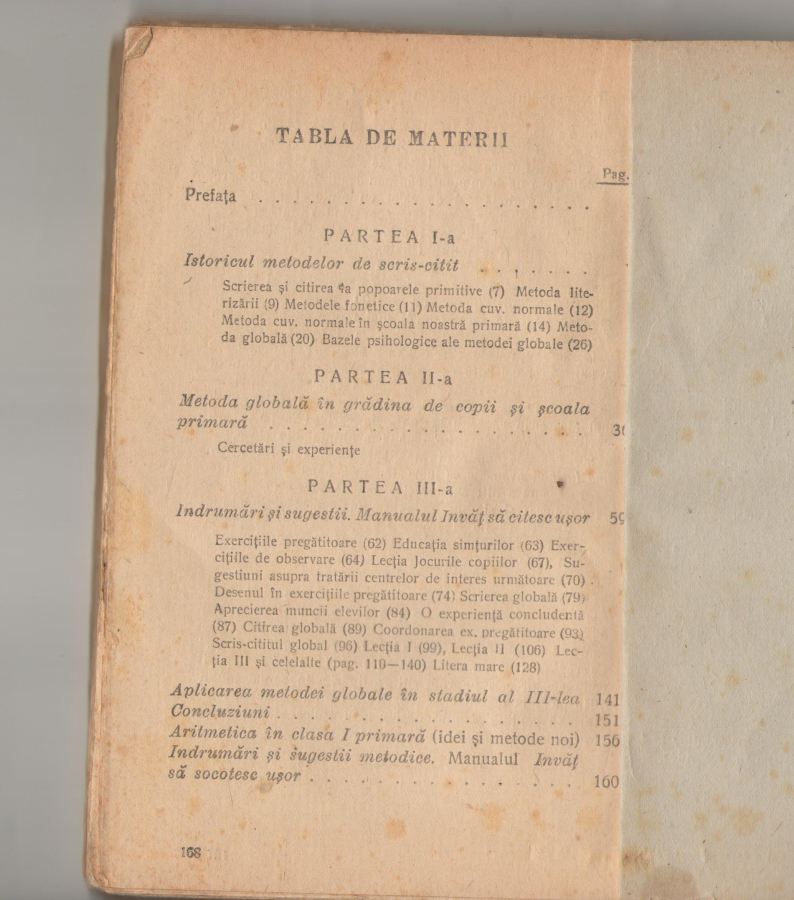 TABLA DE MATERII
Pag.
Prefața . . . . . . . . . . . . . . . . . . . .
PARTEA I-a
Istoricul metodelor de scris-citit . . . . . . .
Scrierea și citirea la popoarele primitive (7) Metoda lite-
rizării (9) Metodele fonetice (11) Metoda cuv. normale (12)
Metoda cuv. normale în școala noastră primară (14) Meto-
da globală (20) Bazele psihologice ale metodei globale (26)
PARTEA II-a
Metoda globală în grădina de copii și școala
primară . . . . . . . . . . . . . . . . . . .
Cercetări și experiențe
PARTEA III-a
Indrumări și sugestii. Manualul Invăț să citesc ușor 59
Exercițiile pregătitoare (62) Educația simțurilor (63) Exer-
cițiile de observare (64) Lecția Jocurile copiilor (67), Su-
gestiuni asupra tratării centrelor de interes următoare (70)
Desenul în exercițiile pregătitoare (74) Scrierea globală (79)
Aprecierea muncii elevilor (84) O experiență concludentă
(87) Citirea globală (89) Coordonarea ex. pregătitoare (93)
Scris-cititul global (96) Lecția I (99), Lecția II (106) Lec-
ția III și celelalte (pag. 110—140) Litera mare (128)
Aplicarea metodei globale în stadiul al III-lea 141
Concluziuni . . . . . . . . . . . . . . . . . . 151
Aritmetica în clasa I primară (idei și metode noi) 156
Indrumări și sugestii metodice. Manualul Invăț
să socotesc ușor . . . . . . . . . . . . . . . . 160
168